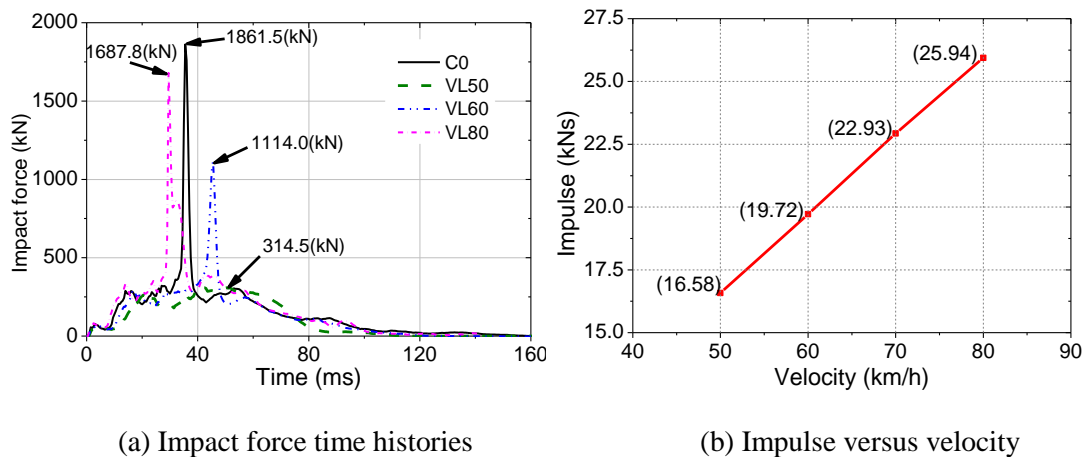 2000
1500
1000
500
0
Impact force (kN)
1861.5(kN)
1687.8(kN)
1114.0(kN)
314.5(kN)
C0
VL50
VL60
VL80
0 40 80 120 160
Time (ms)
(a) Impact force time histories
27.5
25.0
22.5
20.0
17.5
15.0
Impulse (kNs)
(25.94)
(22.93)
(19.72)
(16.58)
40 50 60 70 80 90
Velocity (km/h)
(b) Impulse versus velocity